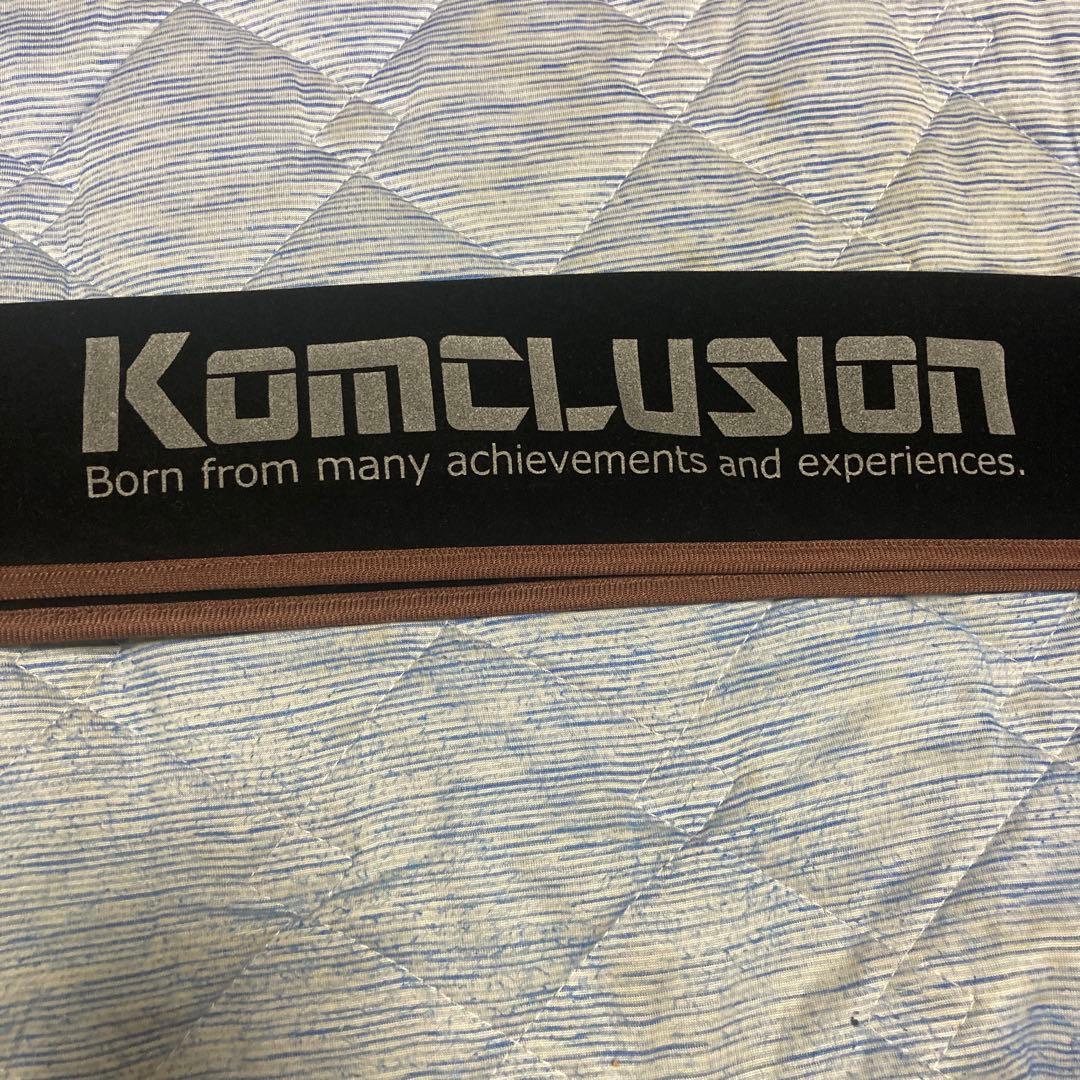 KOMCLUSION
Born from many achievements and experiences.